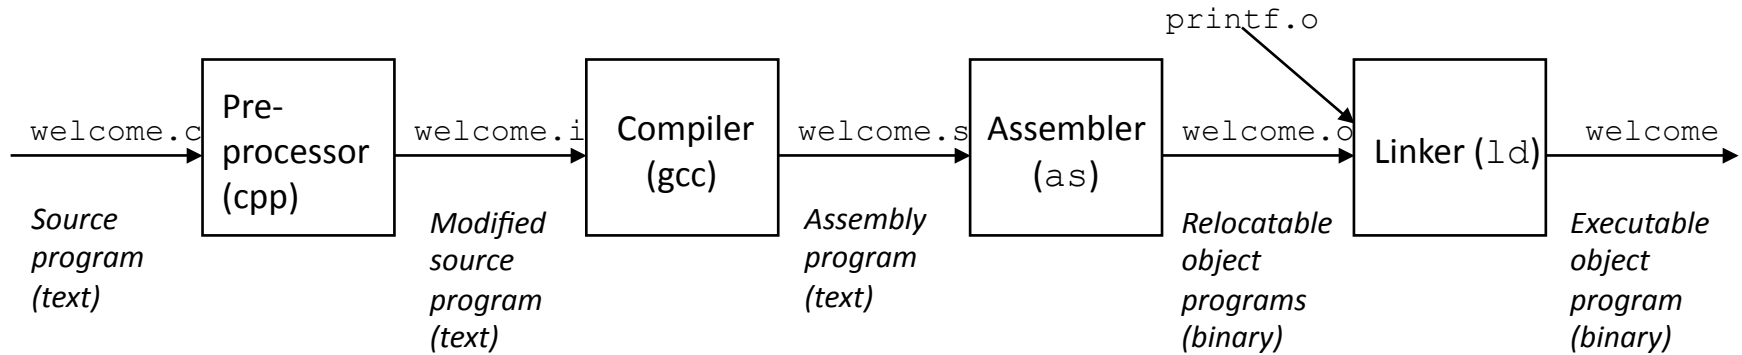 printf.o
welcome.c
Pre-
processor
(cpp)
welcome.i
Compiler
(gcc)
welcome.s
Assembler
(as)
welcome.o
Linker (ld)
welcome
Source
program
(text)
Modified
source
program
(text)
Assembly
program
(text)
Relocatable
object
programs
(binary)
Executable
object
program
(binary)